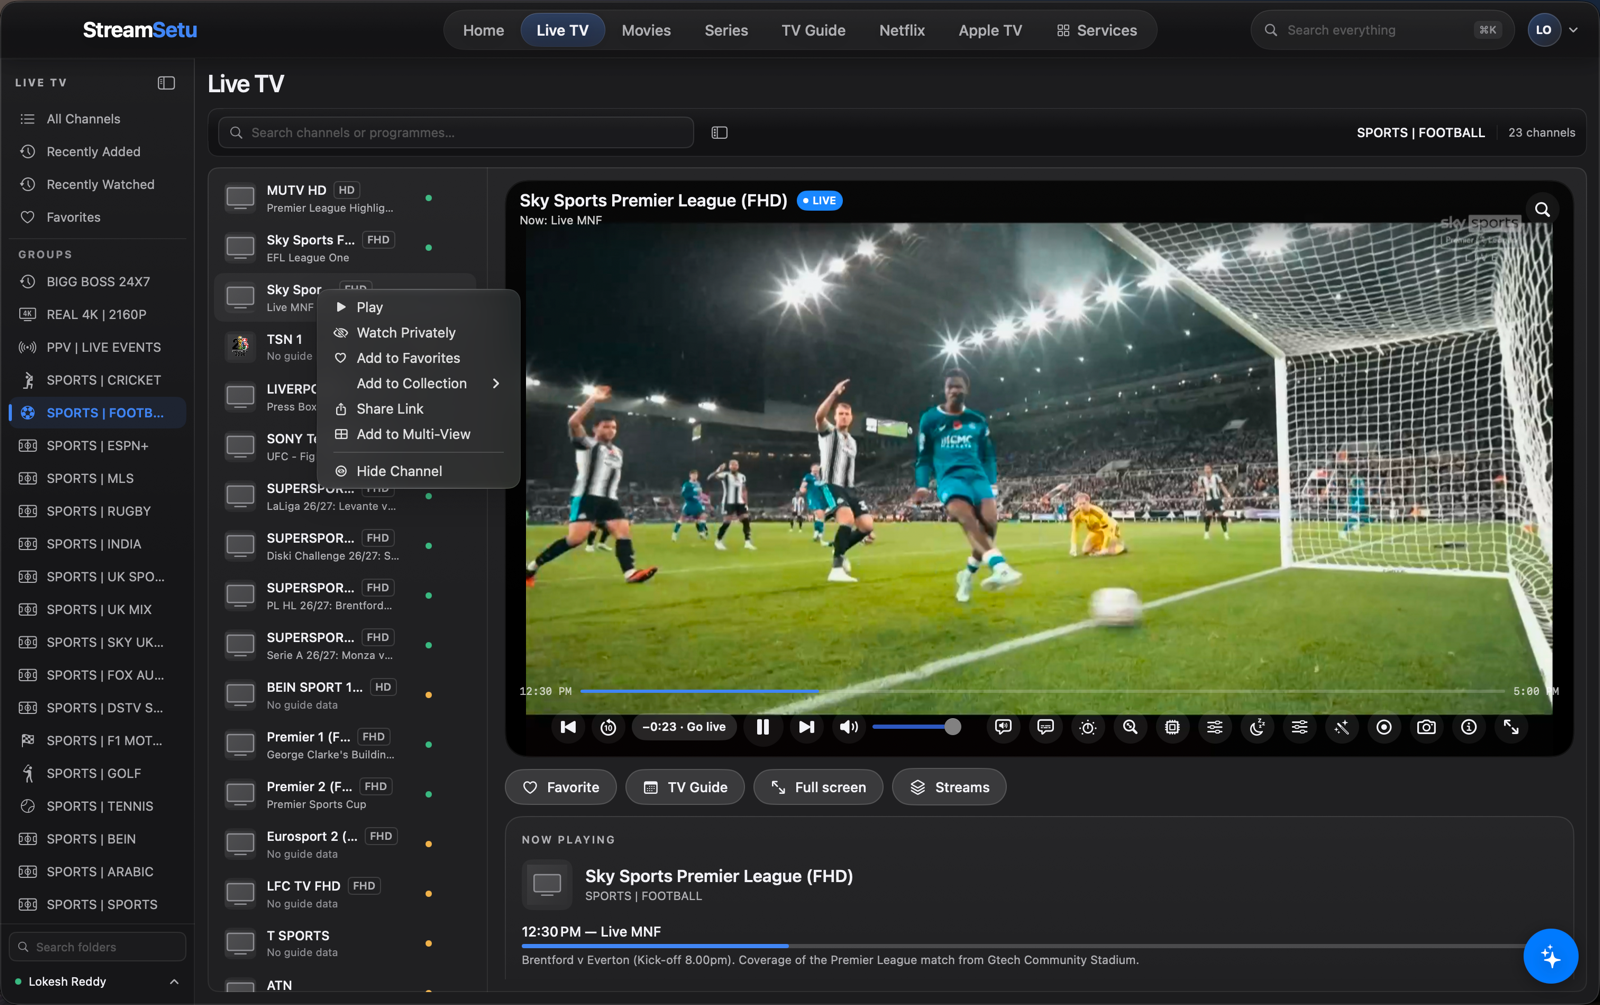 StreamSetu
Home
Live TV
Movies
Series
TV Guide
Netflix
Apple TV
Services
Search everything
⌘K
LO
LIVE TV
All Channels
Recently Added
Recently Watched
Favorites
GROUPS
BIGG BOSS 24X7
4K
REAL 4K | 2160P
PPV | LIVE EVENTS
SPORTS | CRICKET
SPORTS | FOOTB...
SPORTS | ESPN+
SPORTS | MLS
SPORTS | RUGBY
SPORTS | INDIA
SPORTS | UK SPO...
SPORTS | UK MIX
SPORTS | SKY UK...
SPORTS | FOX AU...
SPORTS | DSTV S...
SPORTS | F1 MOT...
SPORTS | GOLF
SPORTS | TENNIS
SPORTS | BEIN
SPORTS | ARABIC
SPORTS | SPORTS
Search folders
Lokesh Reddy
Live TV
Search channels or programmes...
SPORTS | FOOTBALL
23 channels
MUTV HD HD
Premier League Highlig...
Sky Sports F... FHD
EFL League One
Sky Spor FHD
Live MNF
TSN 1
No guide
LIVERPO
Press Box
SONY Te
UFC - Fig
SUPERSPOR... FHD
LaLiga 26/27: Levante v...
SUPERSPOR... FHD
Diski Challenge 26/27: S...
SUPERSPOR... FHD
PL HL 26/27: Brentford...
SUPERSPOR... FHD
Serie A 26/27: Monza v...
BEIN SPORT 1... HD
No guide data
Premier 1 (F... FHD
George Clarke's Buildin...
Premier 2 (F... FHD
Premier Sports Cup
Eurosport 2 (... FHD
No guide data
LFC TV FHD FHD
No guide data
T SPORTS
No guide data
ATN
Play
Watch Privately
Add to Favorites
Add to Collection
Share Link
Add to Multi-View
Hide Channel
Sky Sports Premier League (FHD) LIVE
Now: Live MNF
sky sports
LIVE
12:30 PM
5:00 PM
10
−0:23 · Go live
Favorite
TV Guide
Full screen
Streams
NOW PLAYING
Sky Sports Premier League (FHD)
SPORTS | FOOTBALL
12:30 PM — Live MNF
Brentford v Everton (Kick-off 8.00pm). Coverage of the Premier League match from Gtech Community Stadium.